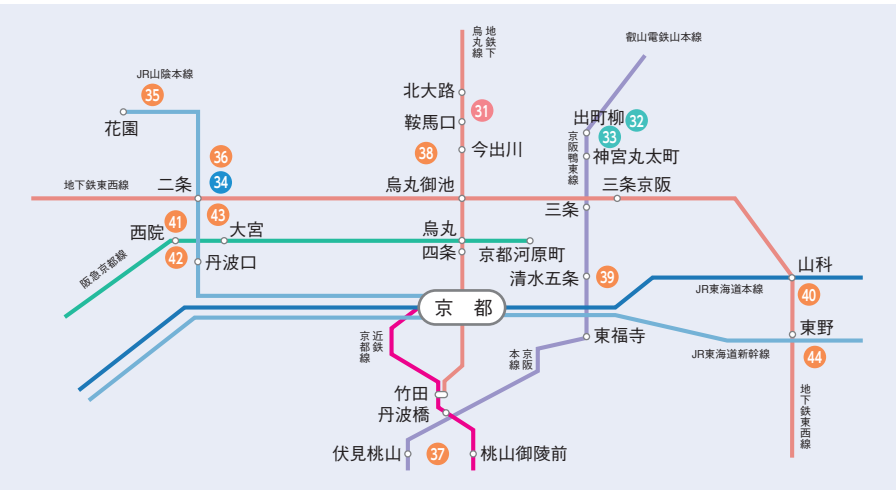 地下鉄
烏丸線
叡山電鉄山本線
JR山陰本線
35
花園
北大路
31
鞍馬口
出町柳
32
33
京阪鴨東線
36
38
今出川
神宮丸太町
地下鉄東西線
二条
34
烏丸御池
三条京阪
三条
43
西院
41
大宮
烏丸
42
丹波口
四条
京都河原町
阪急京都線
清水五条
39
山科
JR東海道本線
40
京都
近鉄
京都線
東福寺
東野
京阪
本線
JR東海道新幹線
44
竹田
丹波橋
地下鉄東西線
伏見桃山
37
桃山御陵前